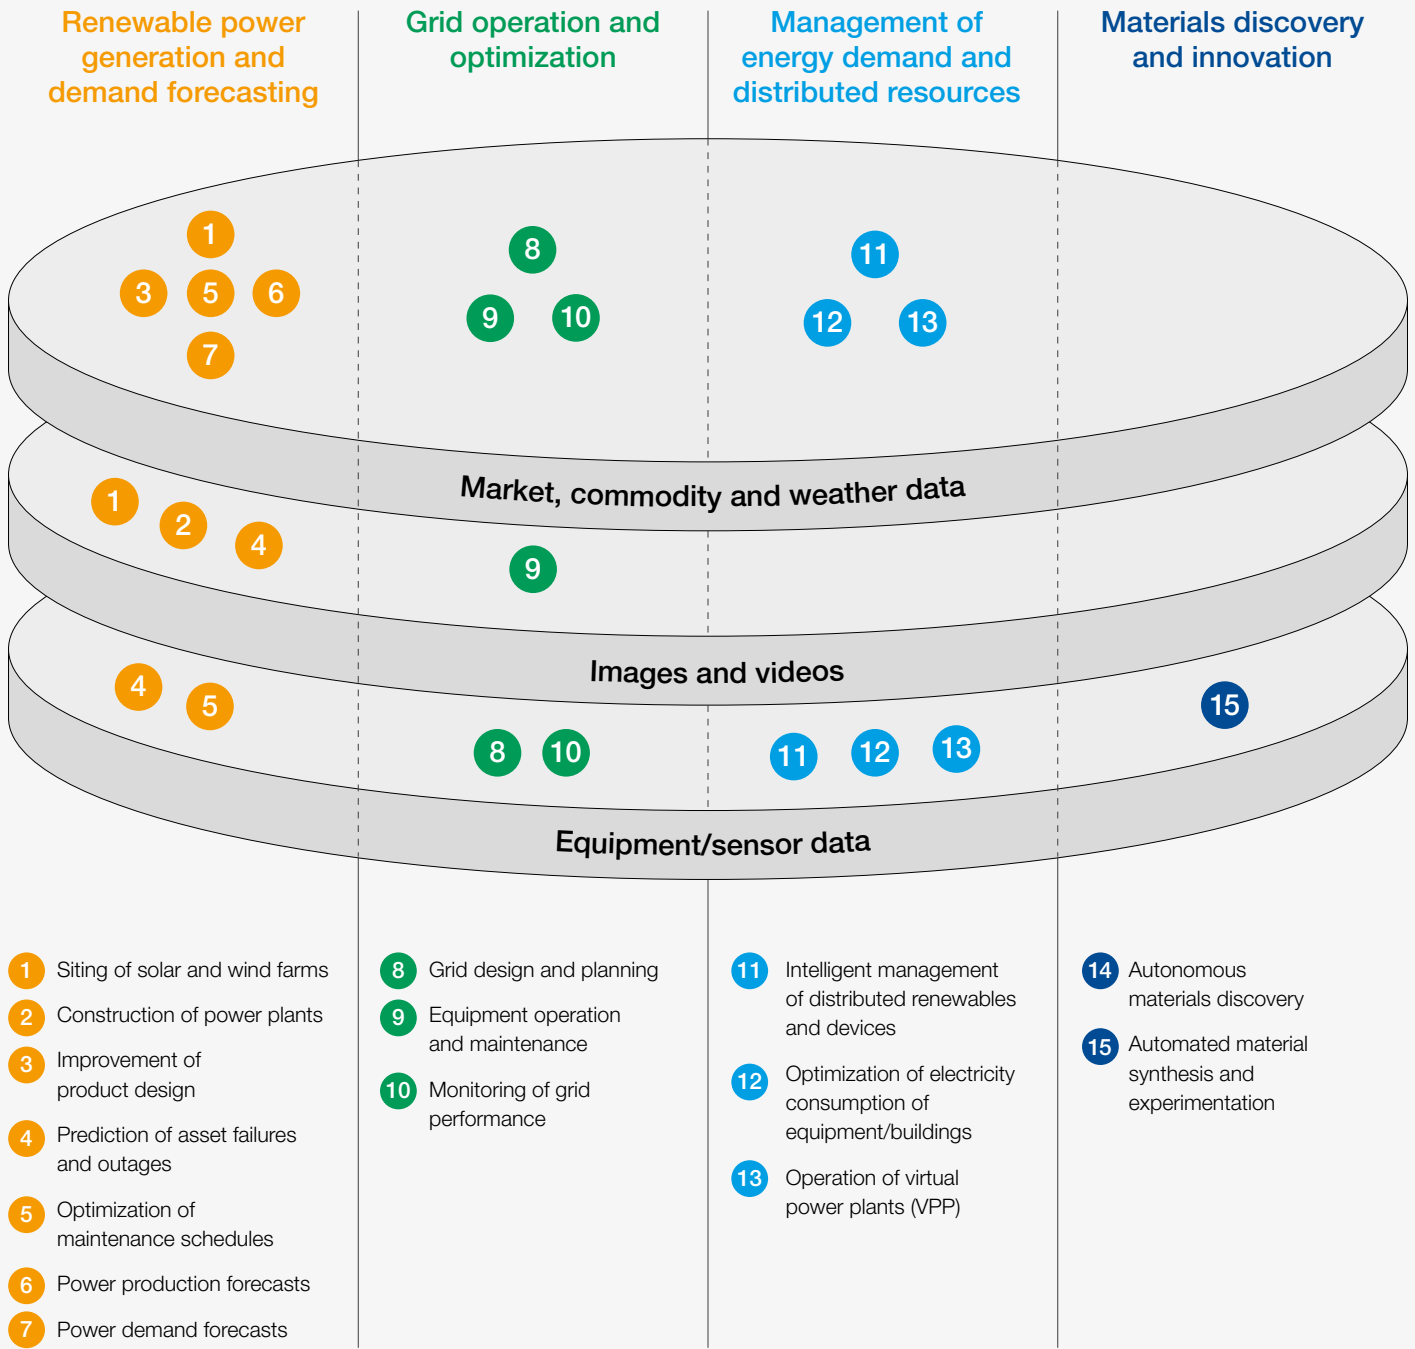 Renewable power
generation and
demand forecasting
Grid operation and
optimization
Management of
energy demand and
distributed resources
Materials discovery
and innovation
1
3 5 6
7
8
9 10
11
12 13
Market, commodity and weather data
1
2
4
9
Images and videos
4
5
8 10
11 12 13
15
Equipment/sensor data
1 Siting of solar and wind farms
2 Construction of power plants
3 Improvement of
product design
4 Prediction of asset failures
and outages
5 Optimization of
maintenance schedules
6 Power production forecasts
7 Power demand forecasts
8 Grid design and planning
9 Equipment operation
and maintenance
10 Monitoring of grid
performance
11 Intelligent management
of distributed renewables
and devices
12 Optimization of electricity
consumption of
equipment/buildings
13 Operation of virtual
power plants (VPP)
14 Autonomous
materials discovery
15 Automated material
synthesis and
experimentation